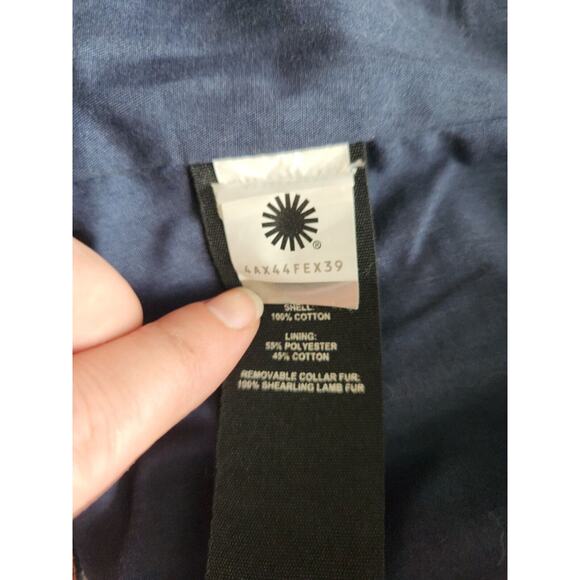 ®
4AX44FEX39
SHELL:
100% COTTON
LINING:
55% POLYESTER
45% COTTON
REMOVABLE COLLAR FUR:
100% SHEARLING LAMB FUR